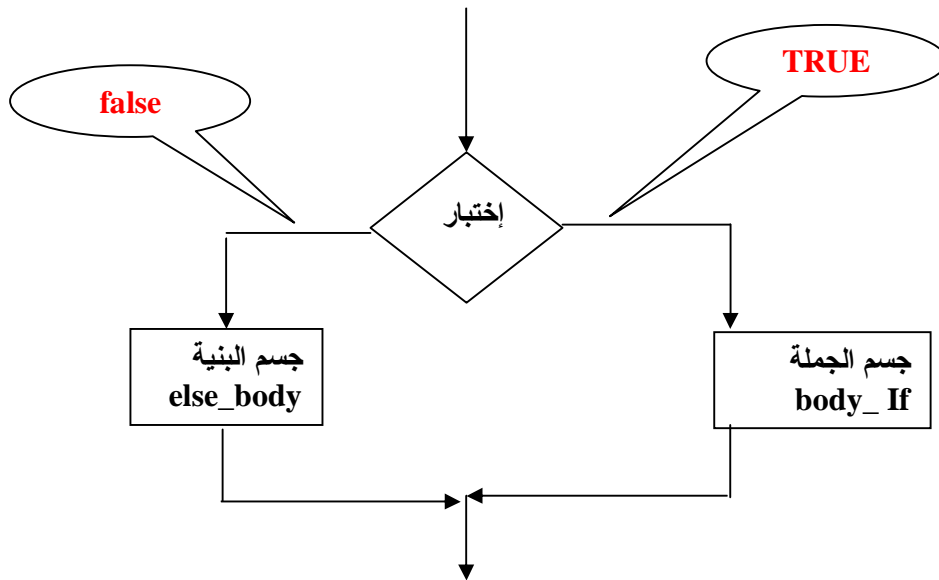 TRUE
false
إختبار
جسم الجملة
body_ If
جسم البنية
else_body